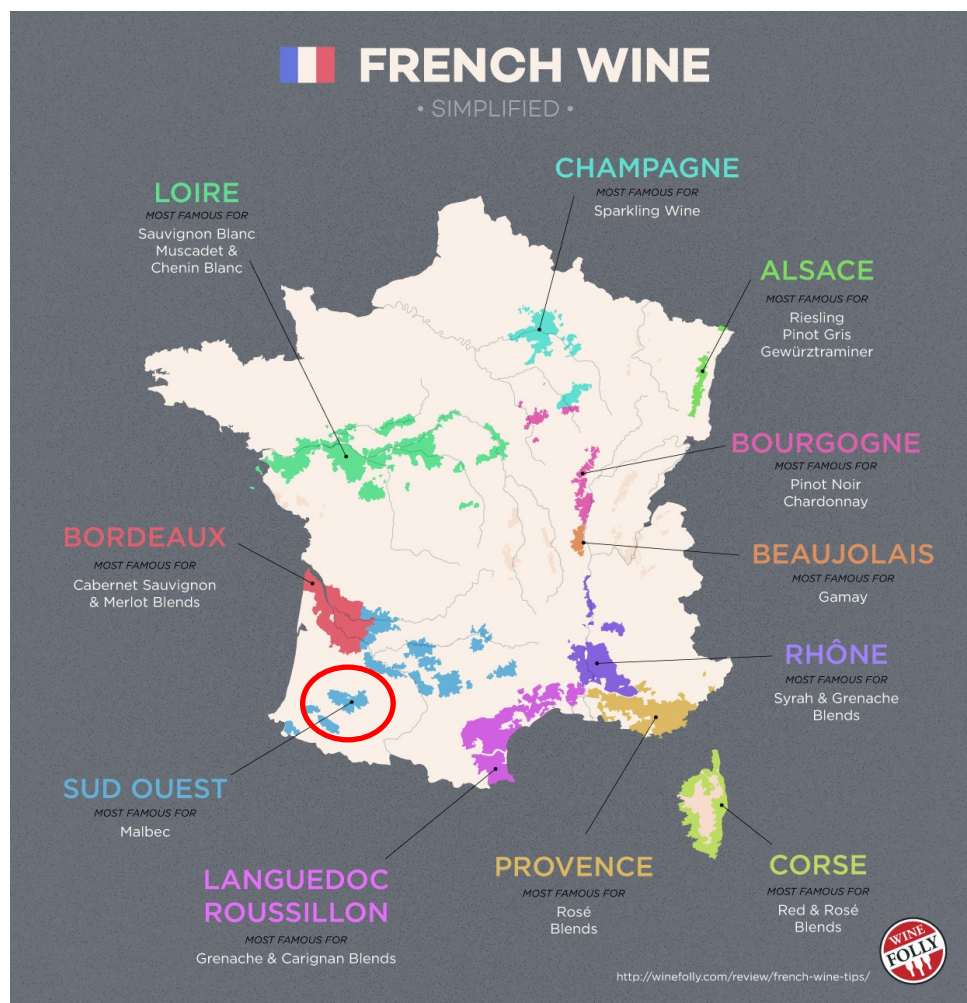 FRENCH WINE
• SIMPLIFIED •
CHAMPAGNE
MOST FAMOUS FOR
Sparkling Wine
LOIRE
MOST FAMOUS FOR
Sauvignon Blanc
Muscadet &
Chenin Blanc
ALSACE
MOST FAMOUS FOR
Riesling
Pinot Gris
Gewürztraminer
BOURGOGNE
MOST FAMOUS FOR
Pinot Noir
Chardonnay
BORDEAUX
MOST FAMOUS FOR
Cabernet Sauvignon
& Merlot Blends
BEAUJOLAIS
MOST FAMOUS FOR
Gamay
RHÔNE
MOST FAMOUS FOR
Syrah & Grenache
Blends
SUD OUEST
MOST FAMOUS FOR
Malbec
LANGUEDOC
ROUSSILLON
MOST FAMOUS FOR
Grenache & Carignan Blends
PROVENCE
MOST FAMOUS FOR
Rosé
Blends
CORSE
MOST FAMOUS FOR
Red & Rosé
Blends
WINE
FOLLY
http://winefolly.com/review/french-wine-tips/